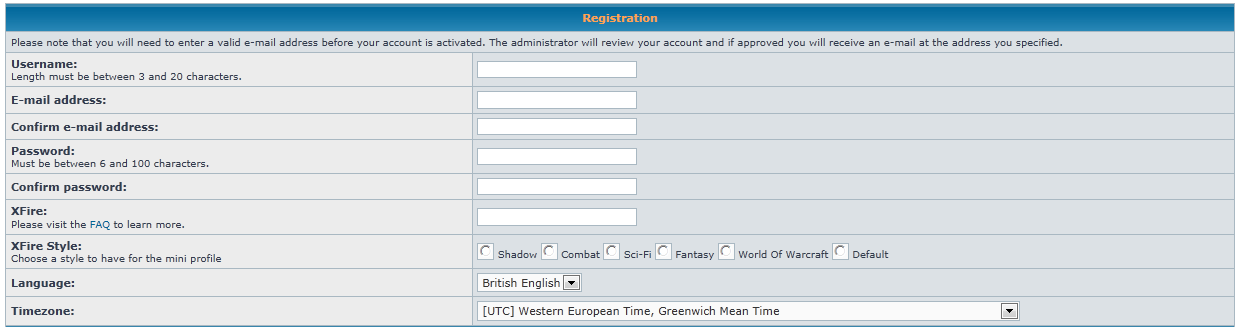 Registration
Please note that you will need to enter a valid e-mail address before your account is activated. The administrator will review your account and if approved you will receive an e-mail at the address you specified.
Username:
Length must be between 3 and 20 characters.
E-mail address:
Confirm e-mail address:
Password:
Must be between 6 and 100 characters.
Confirm password:
XFire:
Please visit the FAQ to learn more.
XFire Style:
Choose a style to have for the mini profile
Shadow Combat Sci-Fi Fantasy World Of Warcraft Default
Language:
British English
Timezone:
[UTC] Western European Time, Greenwich Mean Time